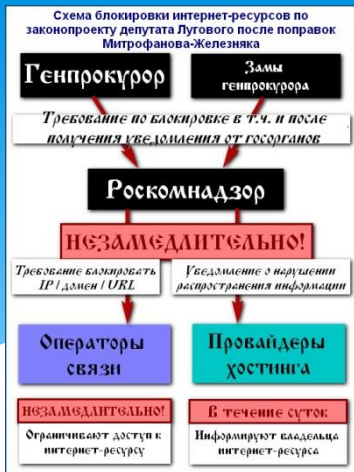 Схема блокировки интернет-ресурсов по
законопроекту депутата Лугового после поправок
Митрофанова-Железняка
Генпрокурор
Замы
генпрокурора
Требование по блокировке в т.ч. и после
получения уведомления от госорганов
Роскомнадзор
НЕЗАМЕДЛИТЕЛЬНО!
Требование блокировать
IP / домен / URL
Уведомление о нарушении
распространения информации
Операторы
связи
Провайдеры
хостинга
НЕЗАМЕДЛИТЕЛЬНО!
Ограничивают доступ к
интернет-ресурсу
В течение суток
Информируют владельца
интернет-ресурса